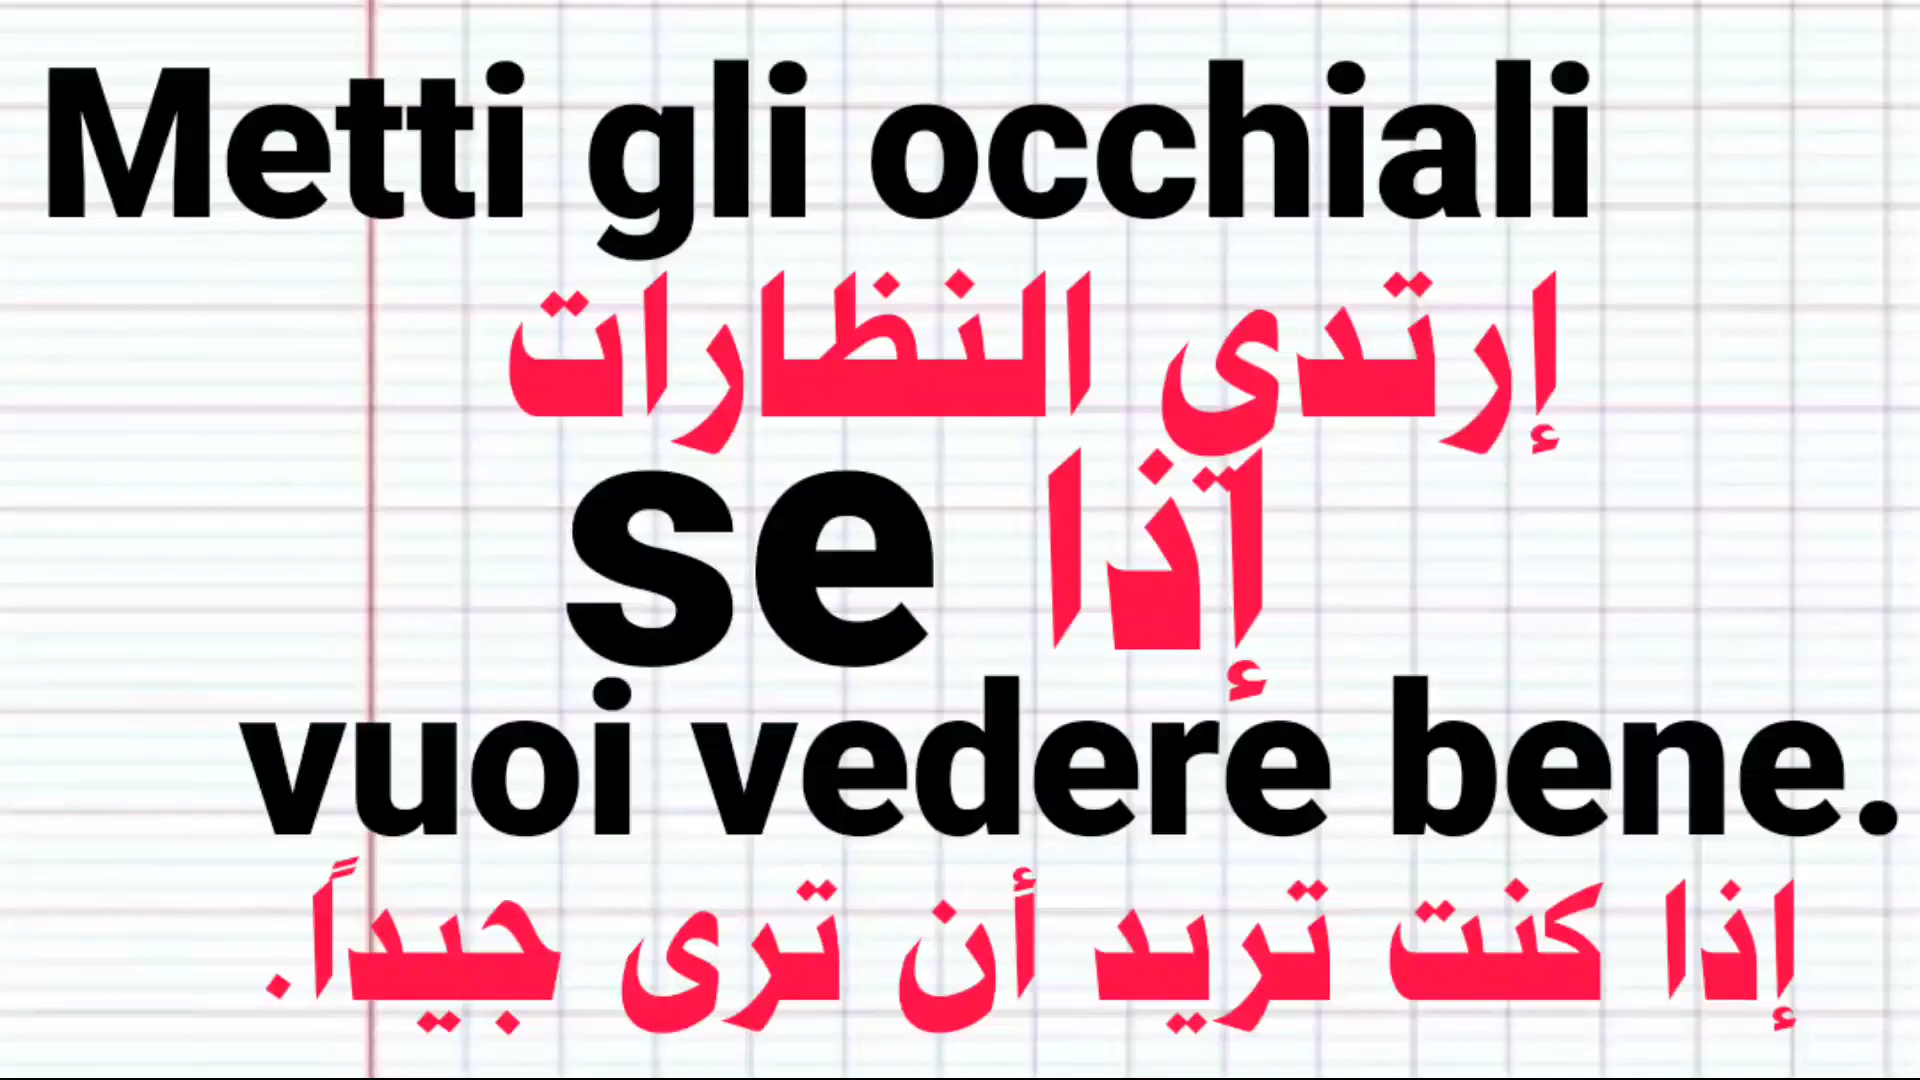 Metti gli occhiali
إرتدي النظارات
se إذا
vuoi vedere bene.
إذا كنت تريد أن ترى جيداً.